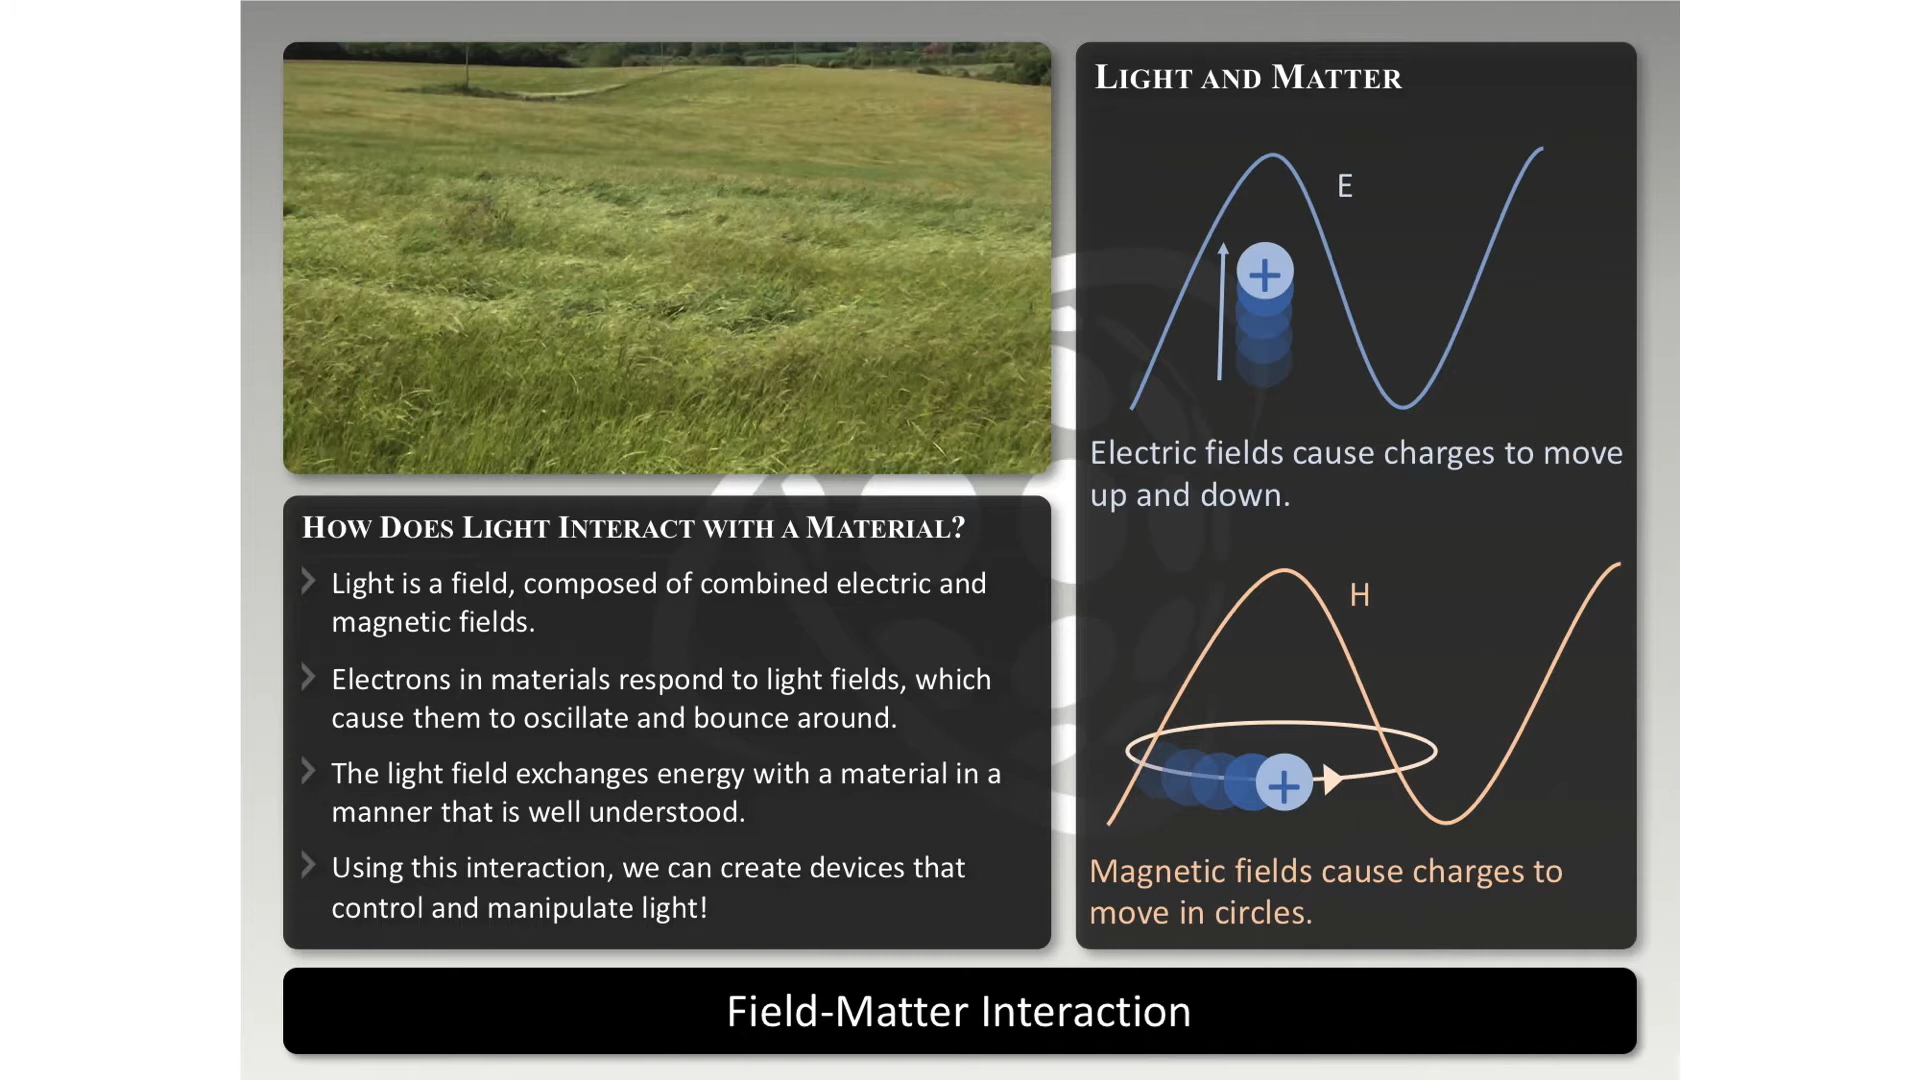 LIGHT AND MATTER
E
+
Electric fields cause charges to move
up and down.
H
+
Magnetic fields cause charges to
move in circles.
HOW DOES LIGHT INTERACT WITH A MATERIAL?
Light is a field, composed of combined electric and
magnetic fields.
Electrons in materials respond to light fields, which
cause them to oscillate and bounce around.
The light field exchanges energy with a material in a
manner that is well understood.
Using this interaction, we can create devices that
control and manipulate light!
Field-Matter Interaction